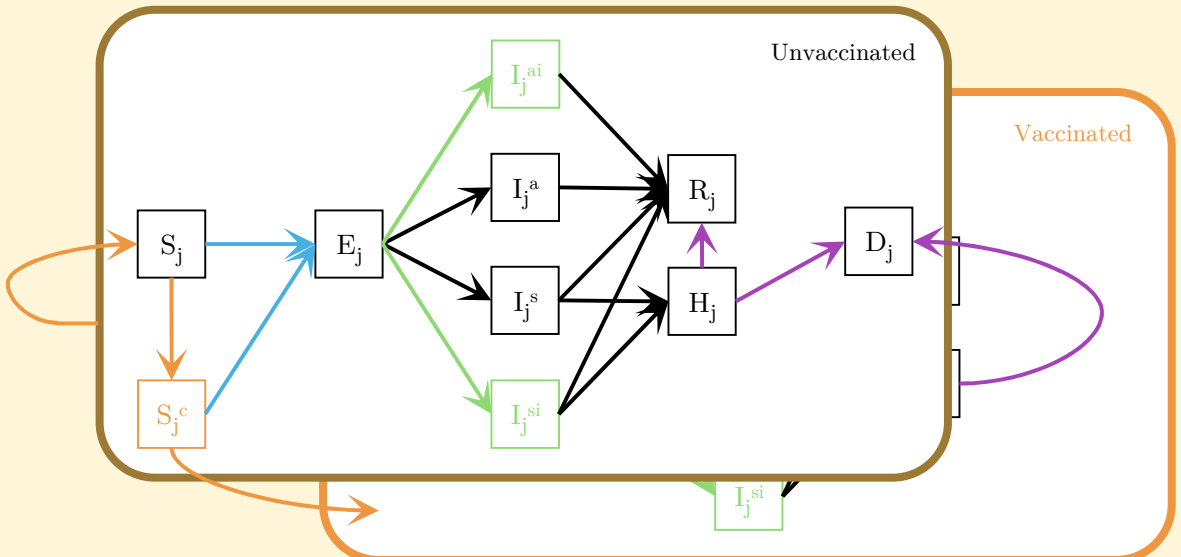 Unvaccinated
Vaccinated
I_j^ai
I_j^a
R_j
S_j
E_j
D_j
I_j^s
H_j
S_j^c
I_j^si
I_j^si